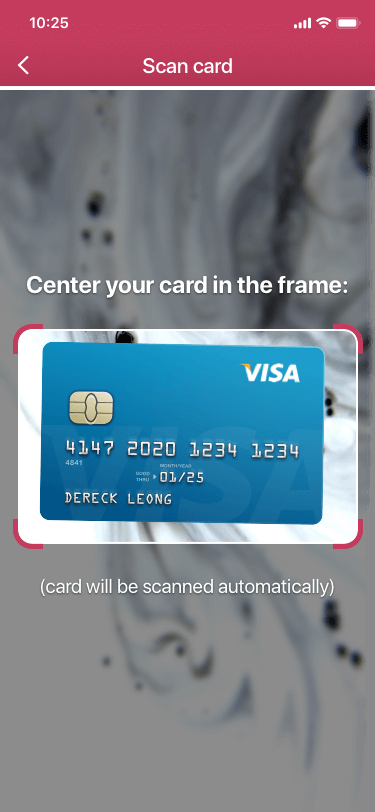 10:25
Scan card
Center your card in the frame:
VISA
4147 2020 1234 1234
4841
MONTH/YEAR
GOOD THRU 01/25
DERECK LEONG
(card will be scanned automatically)